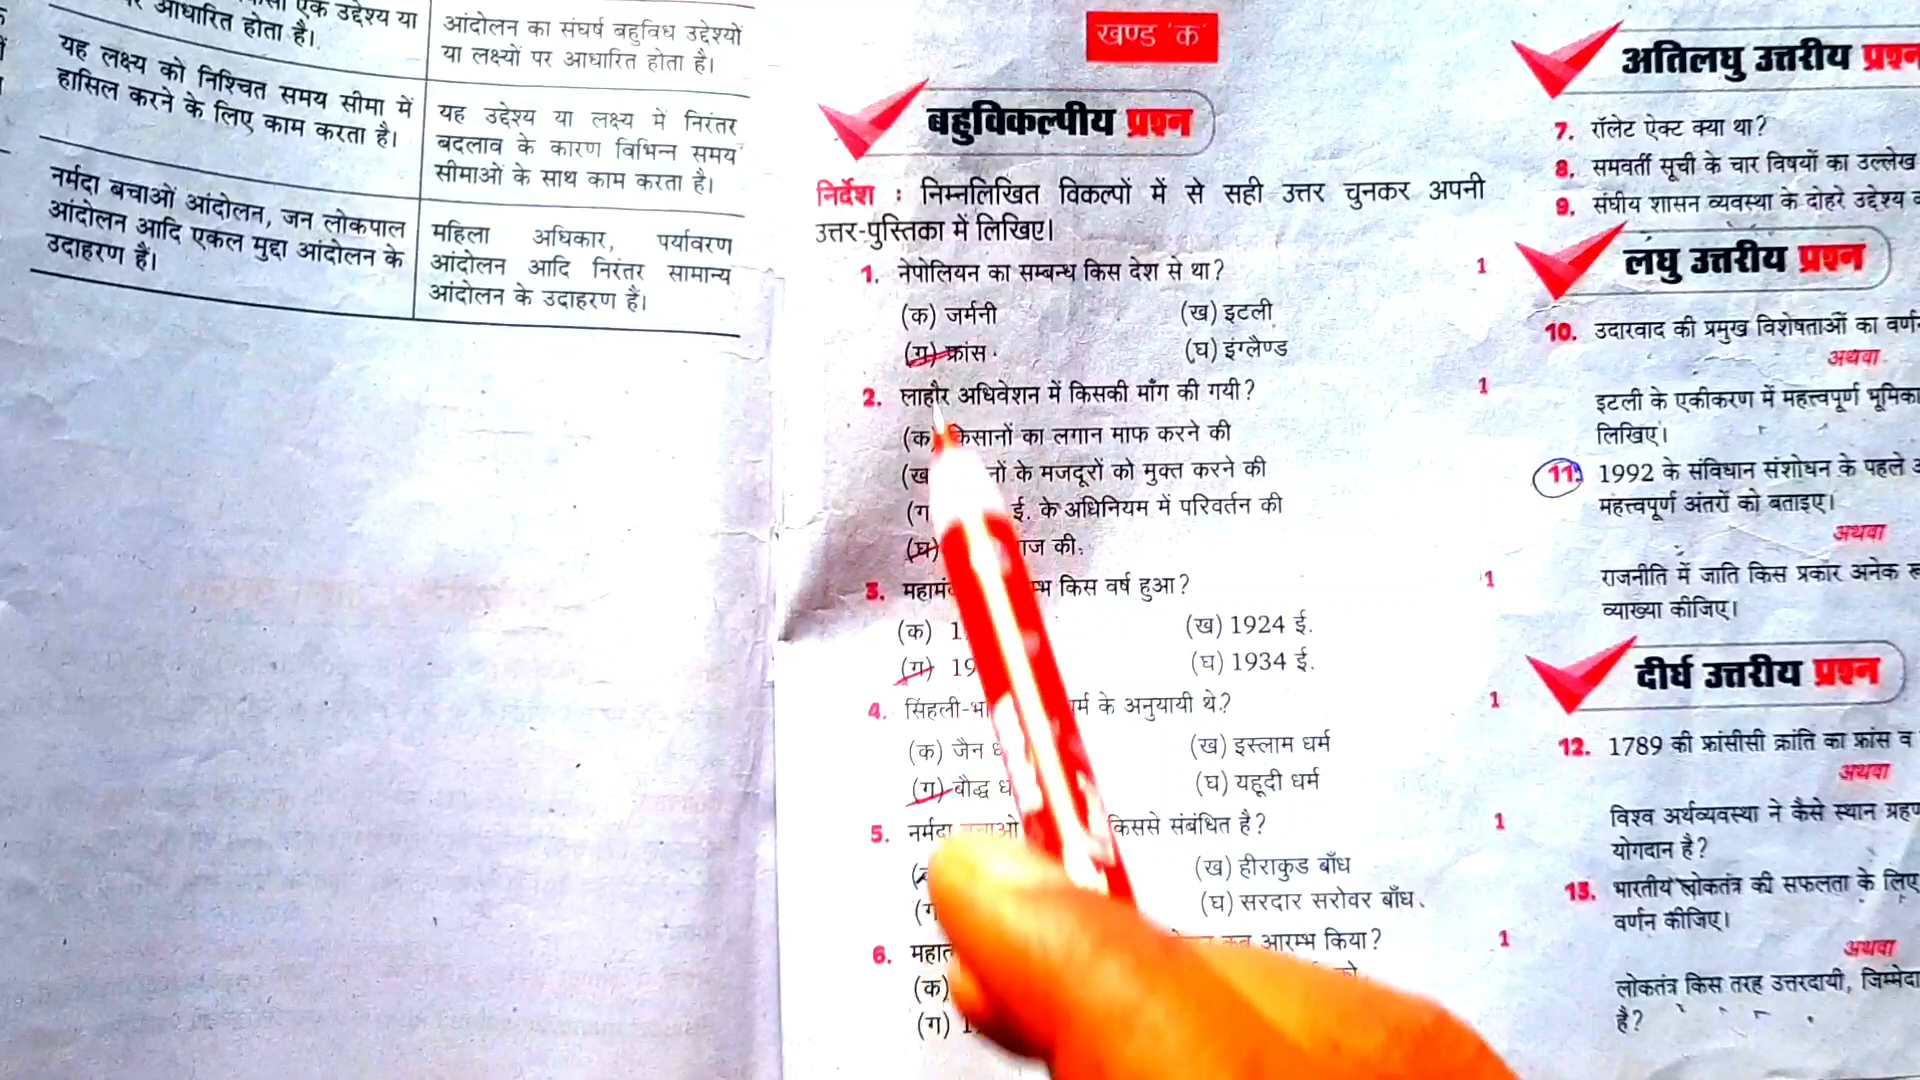 आधारित होता है।
एक उद्देश्य या
यह लक्ष्य को निश्चित समय सीमा में
हासिल करने के लिए काम करता है।
नर्मदा बचाओं आंदोलन, जन लोकपाल
आंदोलन आदि एकल मुद्दा आंदोलन के
उदाहरण हैं।
आंदोलन का संघर्ष बहुविध उद्देश्यों
या लक्ष्यों पर आधारित होता है।
यह उद्देश्य या लक्ष्य में निरंतर
बदलाव के कारण विभिन्न समय
सीमाओं के साथ काम करता है।
महिला अधिकार, पर्यावरण
आंदोलन आदि निरंतर सामान्य
आंदोलन के उदाहरण हैं।
खण्ड 'क'
बहुविकल्पीय प्रश्न
निर्देश : निम्नलिखित विकल्पों में से सही उत्तर चुनकर अपनी
उत्तर-पुस्तिका में लिखिए।
1. नेपोलियन का सम्बन्ध किस देश से था? 1
(क) जर्मनी (ख) इटली
(ग) फ्रांस (घ) इंग्लैण्ड
2. लाहौर अधिवेशन में किसकी माँग की गयी? 1
(क) किसानों का लगान माफ करने की
(ख के मजदूरों को मुक्त करने की
(ग ई. के अधिनियम में परिवर्तन की
(घ) की
3. किस वर्ष हुआ? 1
(क) (ख) 1924 ई.
(ग) 19 (घ) 1934 ई.
4. के अनुयायी थे? 1
(क) जैन (ख) इस्लाम धर्म
(ग) बौद्ध (घ) यहूदी धर्म
5. नर्मदा किससे संबंधित है? 1
(ख) हीराकुड बाँध
(घ) सरदार सरोवर बाँध
6. आरम्भ किया? 1
(क)
(ग)
अतिलघु उत्तरीय प्रश्न
7. रॉलेट ऐक्ट क्या था?
8. समवर्ती सूची के चार विषयों का उल्लेख
9. संघीय शासन व्यवस्था के दोहरे उद्देश्य
लघु उत्तरीय प्रश्न
10. उदारवाद की प्रमुख विशेषताओं का
अथवा
इटली के एकीकरण में महत्त्वपूर्ण भूमिका
लिखिए।
11. 1992 के संविधान संशोधन के पहले
महत्त्वपूर्ण अंतरों को बताइए।
अथवा
राजनीति में जाति किस प्रकार अनेक
व्याख्या कीजिए।
दीर्घ उत्तरीय प्रश्न
12. 1789 की फ्रांसीसी क्रांति का फ्रांस व
अथवा
विश्व अर्थव्यवस्था ने कैसे स्थान
योगदान है?
13. भारतीय लोकतंत्र की सफलता के लिए
वर्णन कीजिए।
अथवा
लोकतंत्र किस तरह उत्तरदायी,
है?